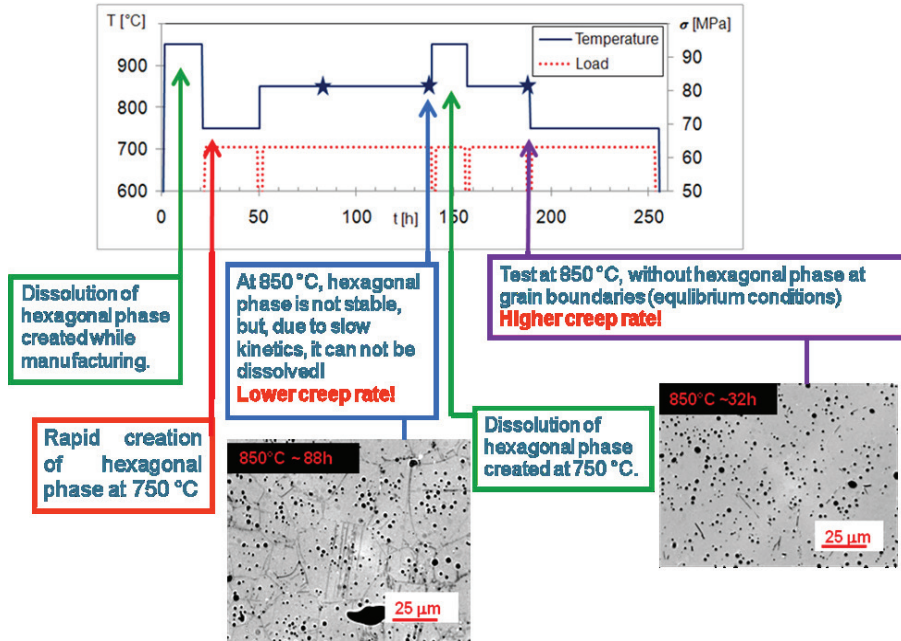 T [°C]
σ [MPa]
Temperature
Load
900
800
700
600
90
80
70
60
50
0
50
100
150
200
250
t [h]
Dissolution of
hexagonal phase
created while
manufacturing.
At 850 °C, hexagonal
phase is not stable,
but, due to slow
kinetics, it can not be
dissolved!
Lower creep rate!
Test at 850 °C, without hexagonal phase at
grain boundaries (equlibrium conditions)
Higher creep rate!
Rapid creation
of hexagonal
phase at 750 °C
Dissolution of
hexagonal phase
created at 750 °C.
850°C ~ 88h
25 µm
850°C ~32h
25 µm